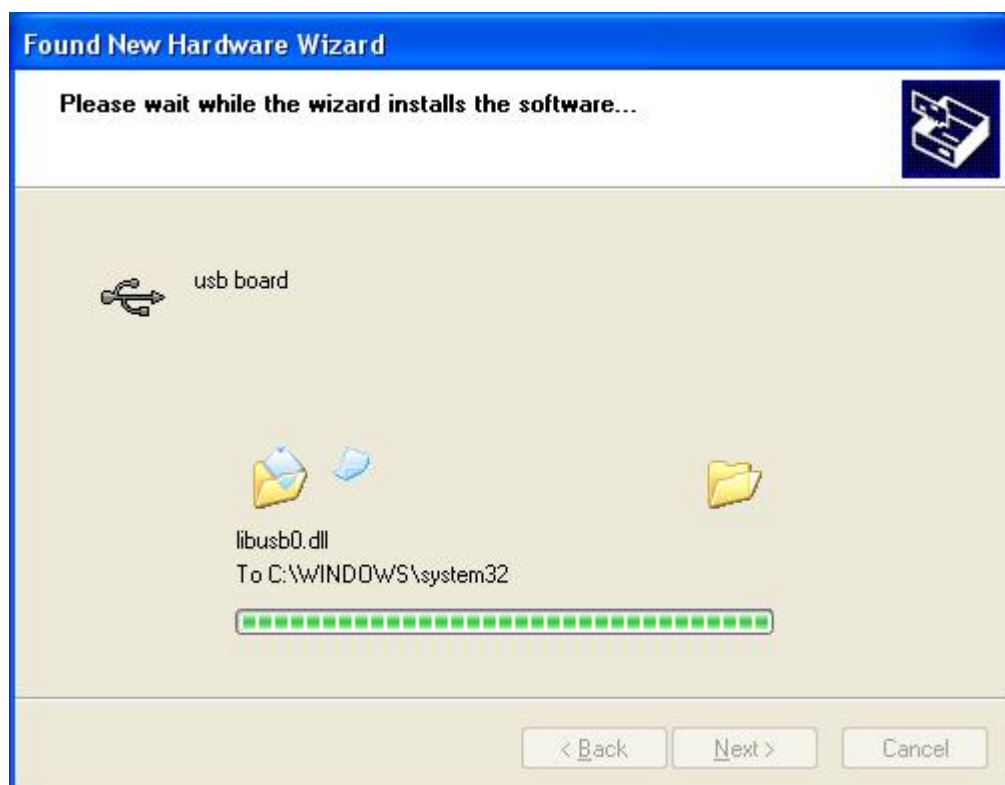 Found New Hardware Wizard
Please wait while the wizard installs the software...
usb board
libusb0.dll
To C:\WINDOWS\system32
< Back
Next >
Cancel